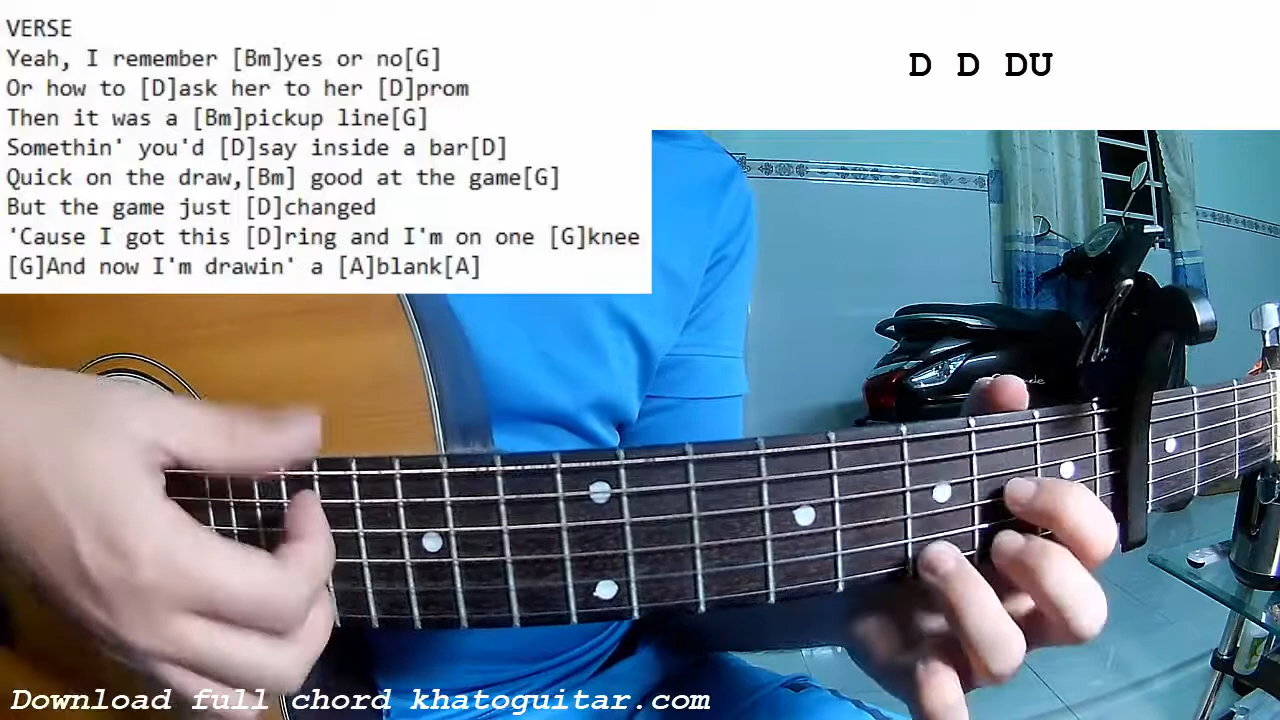 VERSE
Yeah, I remember [Bm]yes or no[G]
Or how to [D]ask her to her [D]prom
Then it was a [Bm]pickup line[G]
Somethin' you'd [D]say inside a bar[D]
Quick on the draw,[Bm] good at the game[G]
But the game just [D]changed
'Cause I got this [D]ring and I'm on one [G]knee
[G]And now I'm drawin' a [A]blank[A]
D D DU
Download full chord khatoguitar.com